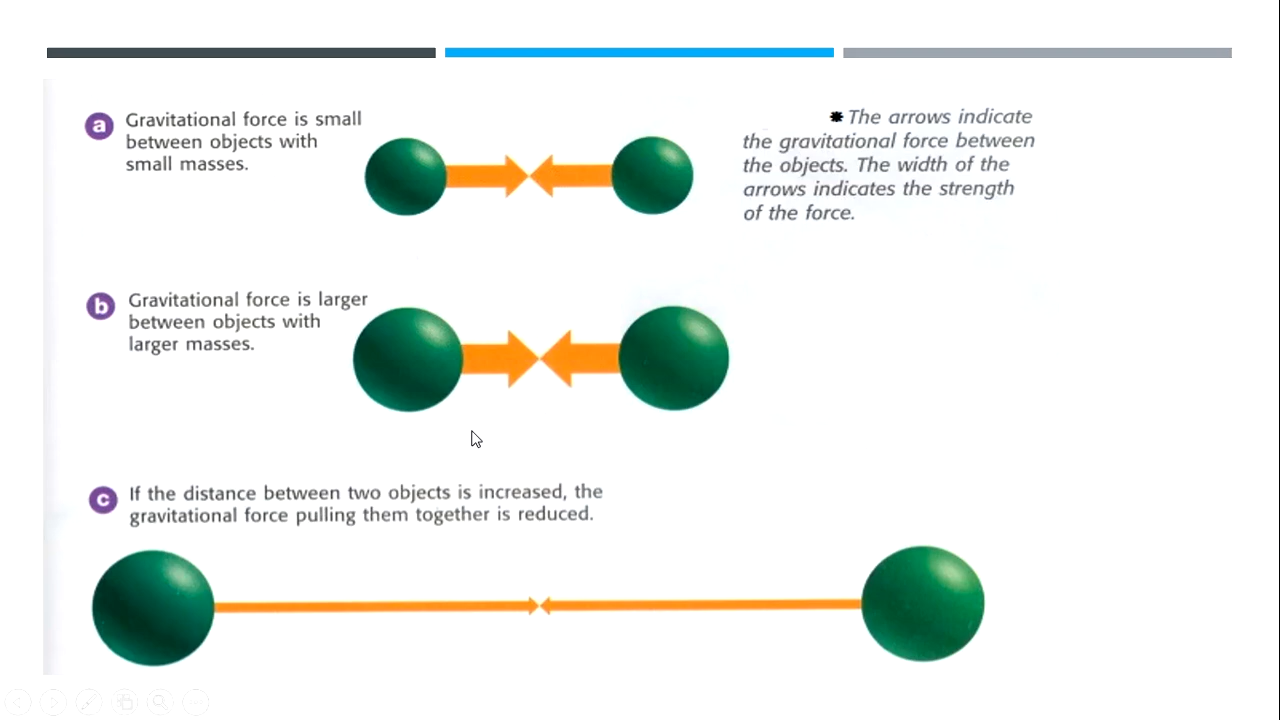 a Gravitational force is small
between objects with
small masses.
✸ The arrows indicate
the gravitational force between
the objects. The width of the
arrows indicates the strength
of the force.
b Gravitational force is larger
between objects with
larger masses.
c If the distance between two objects is increased, the
gravitational force pulling them together is reduced.